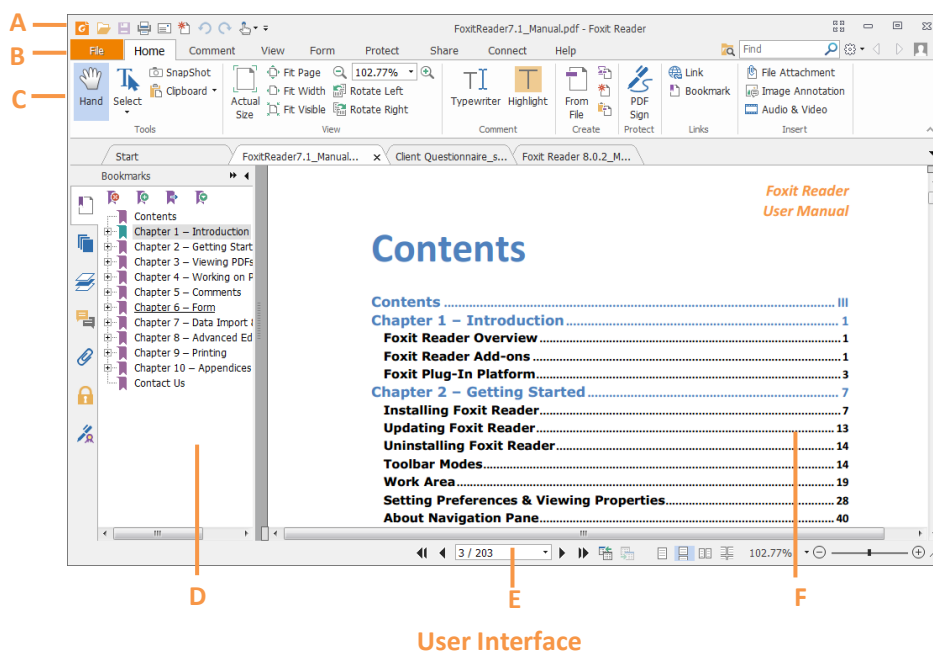 A
FoxitReader7.1_Manual.pdf - Foxit Reader
B
File Home Comment View Form Protect Share Connect Help Find
C
Hand
Select
SnapShot
Clipboard
Tools
Actual
Size
Fit Page
Fit Width
Fit Visible
102.77%
Rotate Left
Rotate Right
View
Typewriter
Highlight
Comment
From
File
Create
PDF
Sign
Protect
Link
Bookmark
Links
File Attachment
Image Annotation
Audio & Video
Insert
Start FoxitReader7.1_Manual... x Client Questionnaire_s... Foxit Reader 8.0.2_M...
Bookmarks
Contents
Chapter 1 – Introduction
Chapter 2 – Getting Start
Chapter 3 – Viewing PDFs
Chapter 4 – Working on P
Chapter 5 – Comments
Chapter 6 – Form
Chapter 7 – Data Import &
Chapter 8 – Advanced Ed
Chapter 9 – Printing
Chapter 10 – Appendices
Contact Us
Foxit Reader
User Manual
Contents
Contents ........................................ III
Chapter 1 – Introduction ........................................ 1
Foxit Reader Overview ........................................ 1
Foxit Reader Add-ons ........................................ 1
Foxit Plug-In Platform ........................................ 3
Chapter 2 – Getting Started ........................................ 7
Installing Foxit Reader ........................................ 7
Updating Foxit Reader ........................................ 13
Uninstalling Foxit Reader ........................................ 14
Toolbar Modes ........................................ 14
Work Area ........................................ 19
Setting Preferences & Viewing Properties ........................................ 28
About Navigation Pane ........................................ 40
3 / 203
102.77%
D
E
F
User Interface